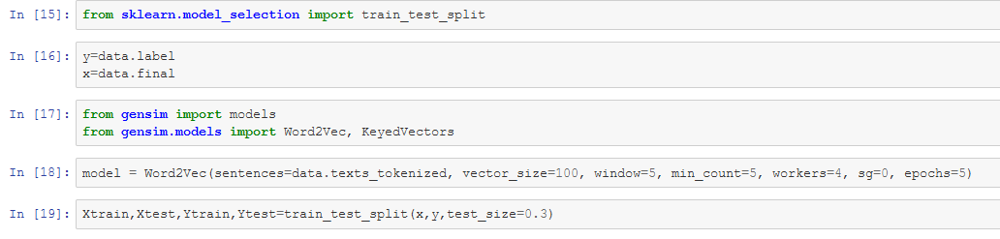 In [15]: from sklearn.model_selection import train_test_split
In [16]: y=data.label
x=data.final
In [17]: from gensim import models
from gensim.models import Word2Vec, KeyedVectors
In [18]: model = Word2Vec(sentences=data.texts_tokenized, vector_size=100, window=5, min_count=5, workers=4, sg=0, epochs=5)
In [19]: Xtrain,Xtest,Ytrain,Ytest=train_test_split(x,y,test_size=0.3)